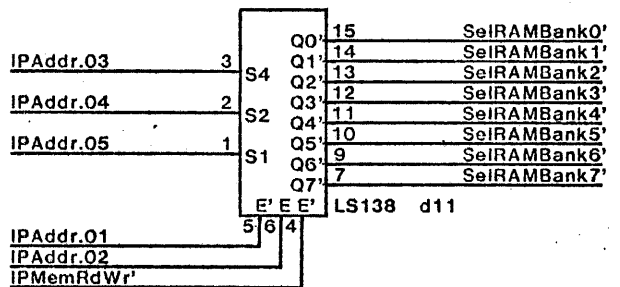 15 SelRAMBank0'
Q0'
14 SelRAMBank1'
IPAddr.03 3 Q1'
13 SelRAMBank2'
S4 Q2'
12 SelRAMBank3'
IPAddr.04 2 Q3'
11 SelRAMBank4'
S2 Q4'
10 SelRAMBank5'
IPAddr.05 1 Q5'
9 SelRAMBank6'
S1 Q6'
7 SelRAMBank7'
Q7'
E' E E' LS138 d11
5 6 4
IPAddr.01
IPAddr.02
IPMemRdWr'